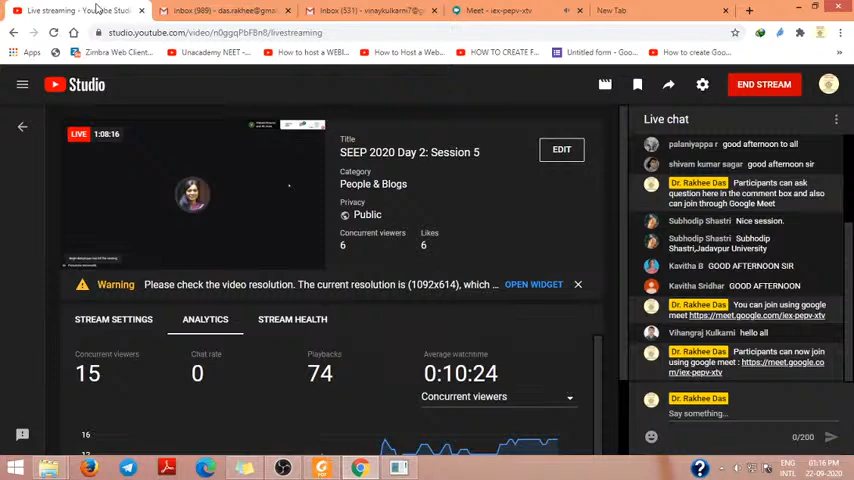 Live streaming - YouTube Studi
Inbox (989) - das.rakhee@gmai
Inbox (531) - vinaykulkarni7@g
Meet - iex-pepv-xtv
New Tab
studio.youtube.com/video/n0ggqPbFBn8/livestreaming
Apps
Zimbra Web Client...
Unacademy NEET -...
How to host a WEBI...
How to Host a Web...
HOW TO CREATE F...
Untitled form - Goo...
How to create Goog...
Studio
END STREAM
LIVE 1:08:16
Title
SEEP 2020 Day 2: Session 5
EDIT
Category
People & Blogs
Privacy
Public
Concurrent viewers
Likes
6
6
Warning Please check the video resolution. The current resolution is (1092x614), which ... OPEN WIDGET
STREAM SETTINGS
ANALYTICS
STREAM HEALTH
Concurrent viewers
Chat rate
Playbacks
Average watchtime
15
0
74
0:10:24
Concurrent viewers
16
12
Live chat
palaniyappa r good afternoon to all
shivam kumar sagar good afternoon sir
Dr. Rakhee Das Participants can ask
question here in the comment box and also
can join through Google Meet
Subhodip Shastri Nice session.
Subhodip Shastri Subhodip
Shastri,Jadavpur University
Kavitha B GOOD AFTERNOON SIR
Kavitha Sridhar GOOD AFTERNOON
Dr. Rakhee Das You can join using google
meet https://meet.google.com/iex-pepv-xtv
Vihangraj Kulkarni hello all
Dr. Rakhee Das Participants can now join
using google meet : https://meet.google.co
m/iex-pepv-xtv
Dr. Rakhee Das
Say something...
0/200
ENG
INTL
01:16 PM
22-09-2020